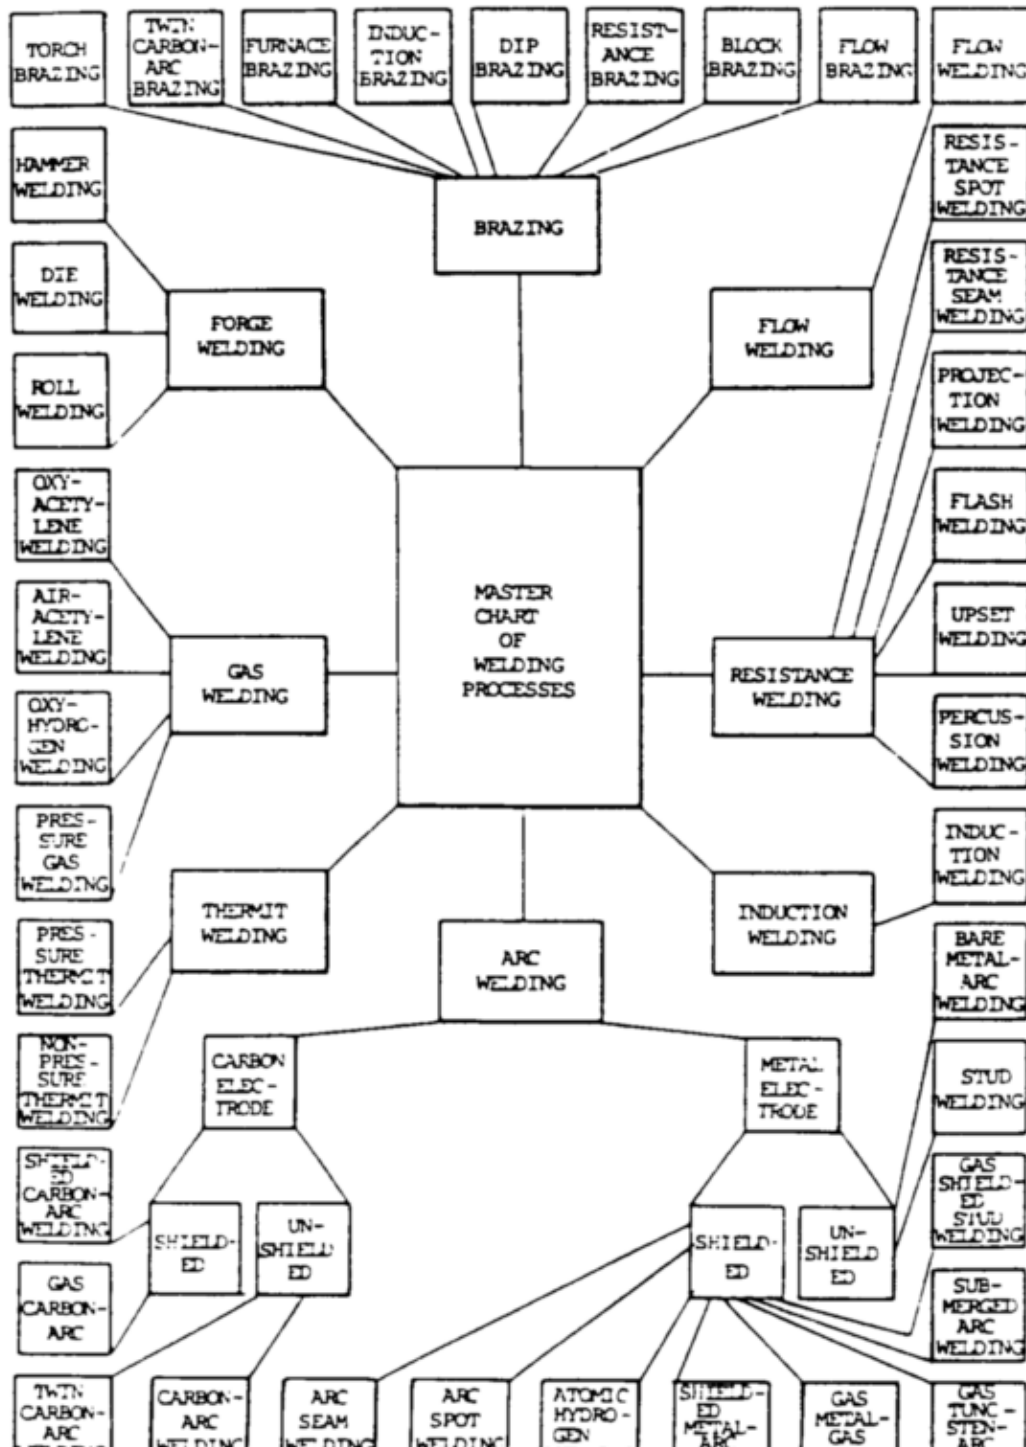 TORCH
BRAZING
TWIN
CARBON-
ARC
BRAZING
FURNACE
BRAZING
INDUC-
TION
BRAZING
DIP
BRAZING
RESIST-
ANCE
BRAZING
BLOCK
BRAZING
FLOW
BRAZING
FLOW
WELDING
HAMMER
WELDING
DIE
WELDING
ROLL
WELDING
OXY-
ACETY-
LENE
WELDING
AIR-
ACETY-
LENE
WELDING
OXY-
HYDRO-
GEN
WELDING
PRES-
SURE
GAS
WELDING
PRES-
SURE
THERMIT
WELDING
NON-
PRES-
SURE
THERMIT
WELDING
SHIELD-
ED
CARBON-
ARC
WELDING
GAS
CARBON-
ARC
BRAZING
FORGE
WELDING
FLOW
WELDING
GAS
WELDING
MASTER
CHART
OF
WELDING
PROCESSES
RESISTANCE
WELDING
THERMIT
WELDING
ARC
WELDING
INDUCTION
WELDING
CARBON
ELEC-
TRODE
METAL
ELEC-
TRODE
SHIELD-
ED
UN-
SHIELD
ED
SHIELD-
ED
UN-
SHIELD
ED
RESIS-
TANCE
SPOT
WELDING
RESIS-
TANCE
SEAM
WELDING
PROJEC-
TION
WELDING
FLASH
WELDING
UPSET
WELDING
PERCUS-
SION
WELDING
INDUC-
TION
WELDING
BARE
METAL-
ARC
WELDING
STUD
WELDING
GAS
SHIELD-
ED
STUD
WELDING
SUB-
MERGED
ARC
WELDING
TWIN
CARBON-
ARC
WELDING
CARBON-
ARC
WELDING
ARC
SEAM
WELDING
ARC
SPOT
WELDING
ATOMIC
HYDRO-
GEN
SHIELD-
ED
METAL-
ARC
GAS
METAL-
GAS
GAS
TUNG-
STEN-
ARC